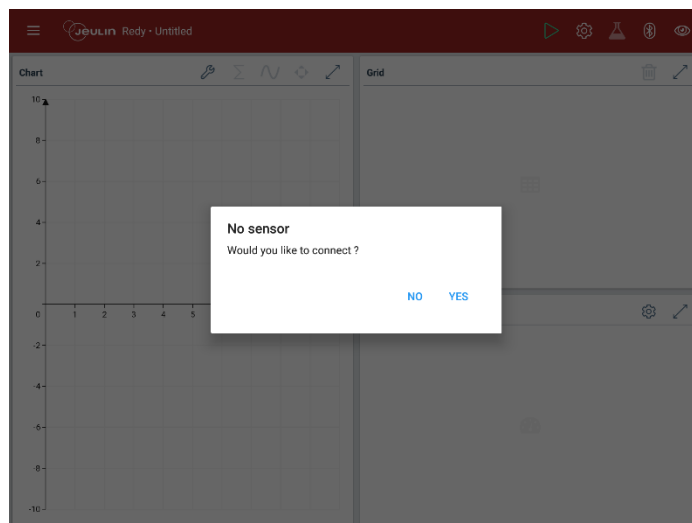 Jeulin Redy • Untitled
Chart
Grid
10
8
6
4
2
0
1 2 3 4 5
-2
-4
-6
-8
-10
No sensor
Would you like to connect ?
NO YES